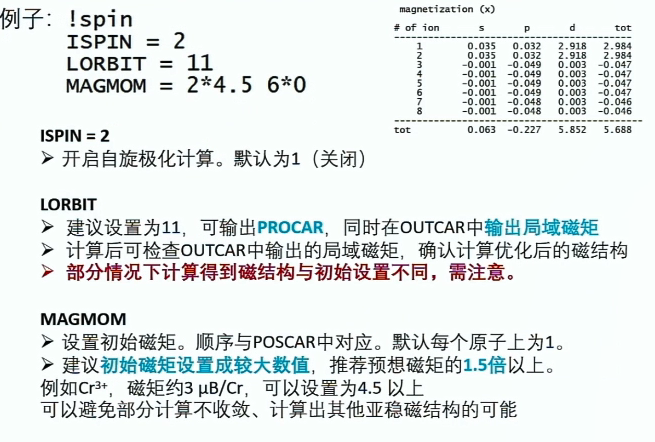 例子：!spin
ISPIN = 2
LORBIT = 11
MAGMOM = 2*4.5 6*0
magnetization (x)
# of ion s p d tot
1 0.035 0.032 2.918 2.984
2 0.035 0.032 2.918 2.984
3 -0.001 -0.049 0.003 -0.047
4 -0.001 -0.049 0.003 -0.047
5 -0.001 -0.049 0.003 -0.047
6 -0.001 -0.049 0.003 -0.047
7 -0.001 -0.048 0.003 -0.046
8 -0.001 -0.048 0.003 -0.046
tot 0.063 -0.227 5.852 5.688
ISPIN = 2
➤ 开启自旋极化计算。默认为1（关闭）
LORBIT
➤ 建议设置为11，可输出PROCAR，同时在OUTCAR中输出局域磁矩
➤ 计算后可检查OUTCAR中输出的局域磁矩，确认计算优化后的磁结构
➤ 部分情况下计算得到磁结构与初始设置不同，需注意。
MAGMOM
➤ 设置初始磁矩。顺序与POSCAR中对应。默认每个原子上为1。
➤ 建议初始磁矩设置成较大数值，推荐预想磁矩的1.5倍以上。
例如Cr³⁺，磁矩约3 μB/Cr，可以设置为4.5 以上
可以避免部分计算不收敛、计算出其他亚稳磁结构的可能